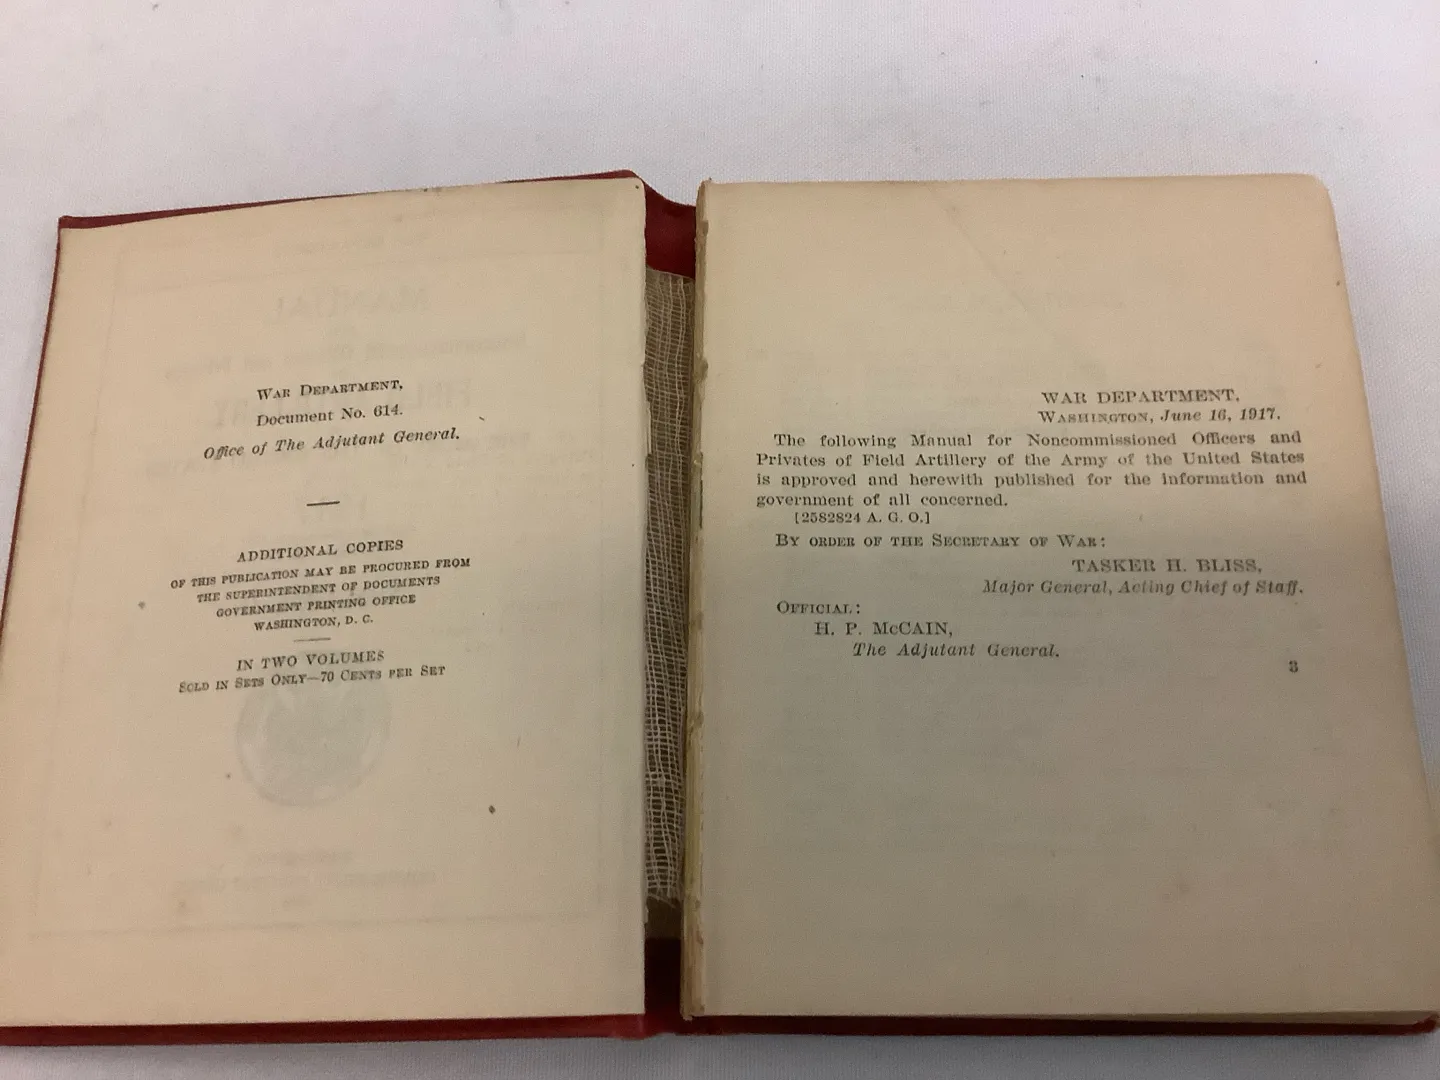 WAR DEPARTMENT,
Document No. 614.
Office of The Adjutant General.
ADDITIONAL COPIES
OF THIS PUBLICATION MAY BE PROCURED FROM
THE SUPERINTENDENT OF DOCUMENTS
GOVERNMENT PRINTING OFFICE
WASHINGTON, D. C.
IN TWO VOLUMES
SOLD IN SETS ONLY—70 CENTS PER SET
WAR DEPARTMENT,
WASHINGTON, June 16, 1917.
The following Manual for Noncommissioned Officers and
Privates of Field Artillery of the Army of the United States
is approved and herewith published for the information and
government of all concerned.
[2582824 A. G. O.]
BY ORDER OF THE SECRETARY OF WAR:
TASKER H. BLISS,
Major General, Acting Chief of Staff.
OFFICIAL:
H. P. McCAIN,
The Adjutant General.
3